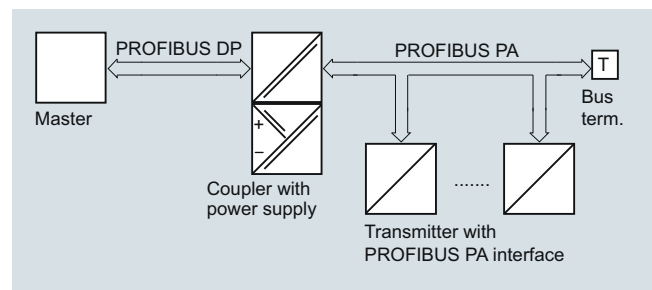 PROFIBUS DP
PROFIBUS PA
T
Master
Bus
term.
+
−
Coupler with
power supply
.......
Transmitter with
PROFIBUS PA interface